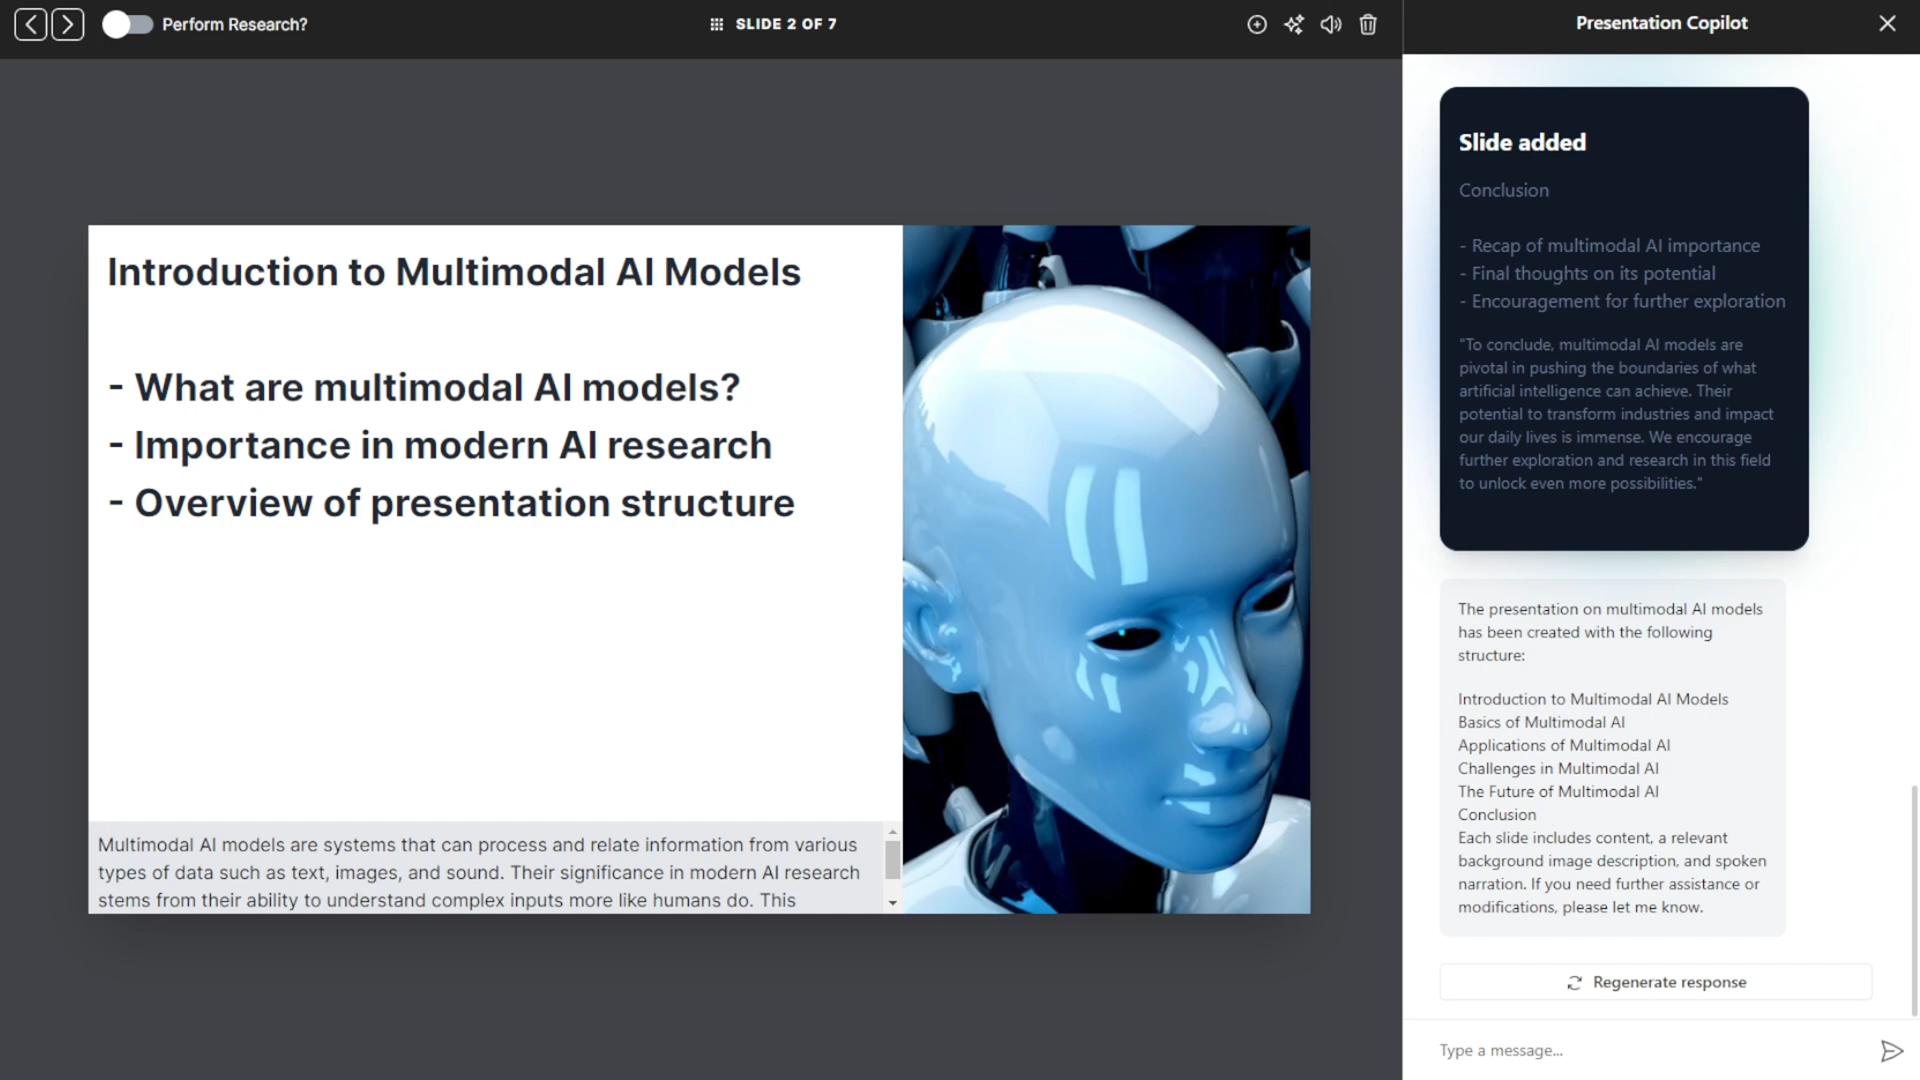 Perform Research?
SLIDE 2 OF 7
Presentation Copilot
Introduction to Multimodal AI Models
- What are multimodal AI models?
- Importance in modern AI research
- Overview of presentation structure
Multimodal AI models are systems that can process and relate information from various
types of data such as text, images, and sound. Their significance in modern AI research
stems from their ability to understand complex inputs more like humans do. This
Slide added
Conclusion
- Recap of multimodal AI importance
- Final thoughts on its potential
- Encouragement for further exploration
"To conclude, multimodal AI models are
pivotal in pushing the boundaries of what
artificial intelligence can achieve. Their
potential to transform industries and impact
our daily lives is immense. We encourage
further exploration and research in this field
to unlock even more possibilities."
The presentation on multimodal AI models
has been created with the following
structure:
Introduction to Multimodal AI Models
Basics of Multimodal AI
Applications of Multimodal AI
Challenges in Multimodal AI
The Future of Multimodal AI
Conclusion
Each slide includes content, a relevant
background image description, and spoken
narration. If you need further assistance or
modifications, please let me know.
Regenerate response
Type a message...